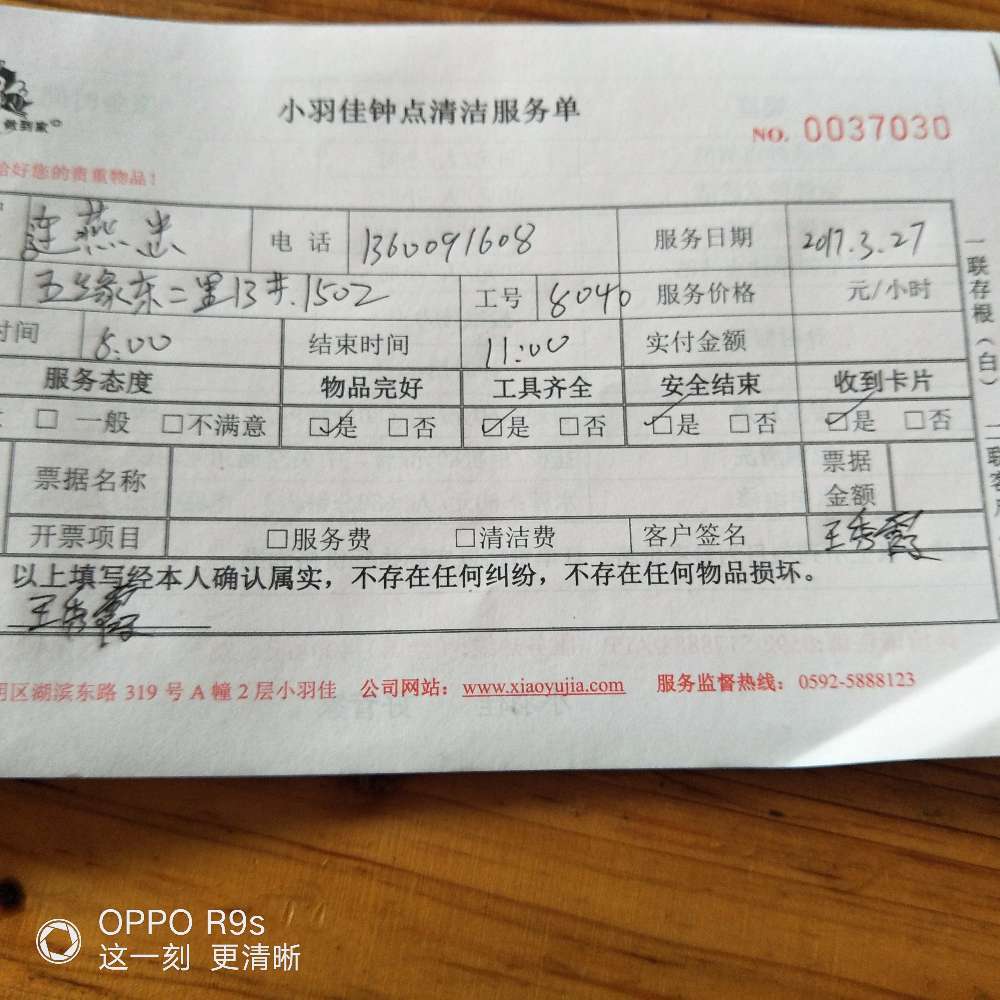 做到家
小羽佳钟点清洁服务单
NO. 0037030
给好您的贵重物品！
连燕忠 电话 1360091608 服务日期 2017.3.27
五缘东二里13#.1502 工号 8040 服务价格 元/小时
时间 8:00 结束时间 11:00 实付金额
服务态度 物品完好 工具齐全 安全结束 收到卡片
□ 一般 □不满意 ☑是 □否 ☑是 □否 ☑是 □否 ☑是 □否
票据名称 票据金额
开票项目 □服务费 □清洁费 客户签名 王秀霞
以上填写经本人确认属实，不存在任何纠纷，不存在任何物品损坏。
王秀霞
明区湖滨东路 319 号 A 幢 2 层小羽佳 公司网站：www.xiaoyujia.com 服务监督热线：0592-5888123
一联存根（白）
二联客
OPPO R9s
这一刻 更清晰